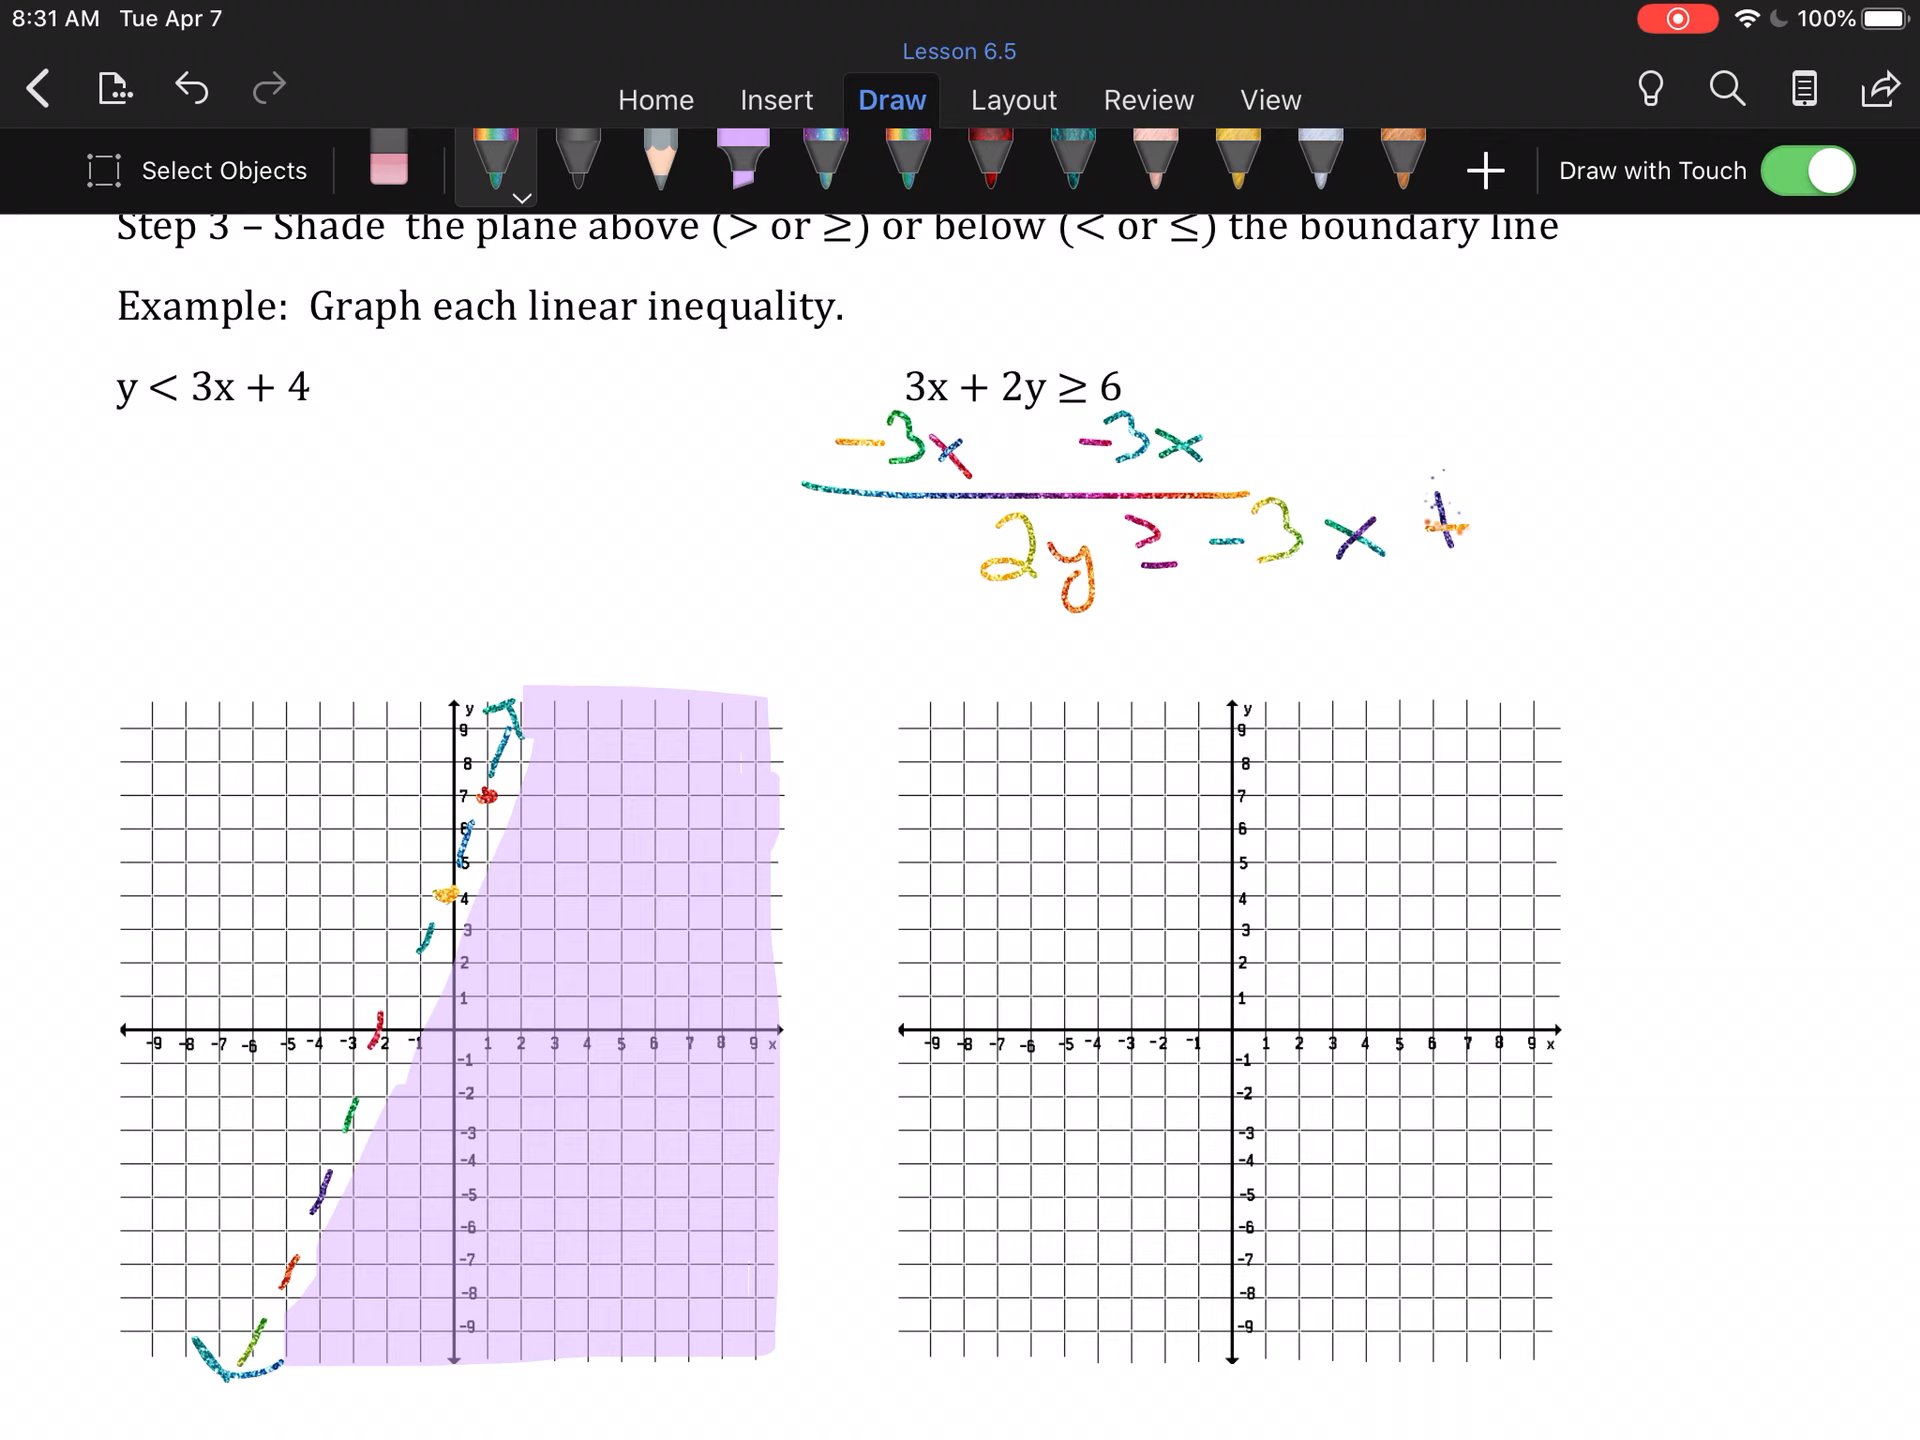 8:31 AM Tue Apr 7
100%
Lesson 6.5
Home Insert Draw Layout Review View
Select Objects
Draw with Touch
Step 3 – Shade the plane above (> or ≥) or below (< or ≤) the boundary line
Example: Graph each linear inequality.
y < 3x + 4
3x + 2y ≥ 6
-3x -3x
2y ≥ -3x +
y
9
8
7
6
5
4
3
2
1
-9 -8 -7 -6 -5 -4 -3 -2 -1 1 2 3 4 5 6 7 8 9 x
-1
-2
-3
-4
-5
-6
-7
-8
-9
y
9
8
7
6
5
4
3
2
1
-9 -8 -7 -6 -5 -4 -3 -2 -1 1 2 3 4 5 6 7 8 9 x
-1
-2
-3
-4
-5
-6
-7
-8
-9